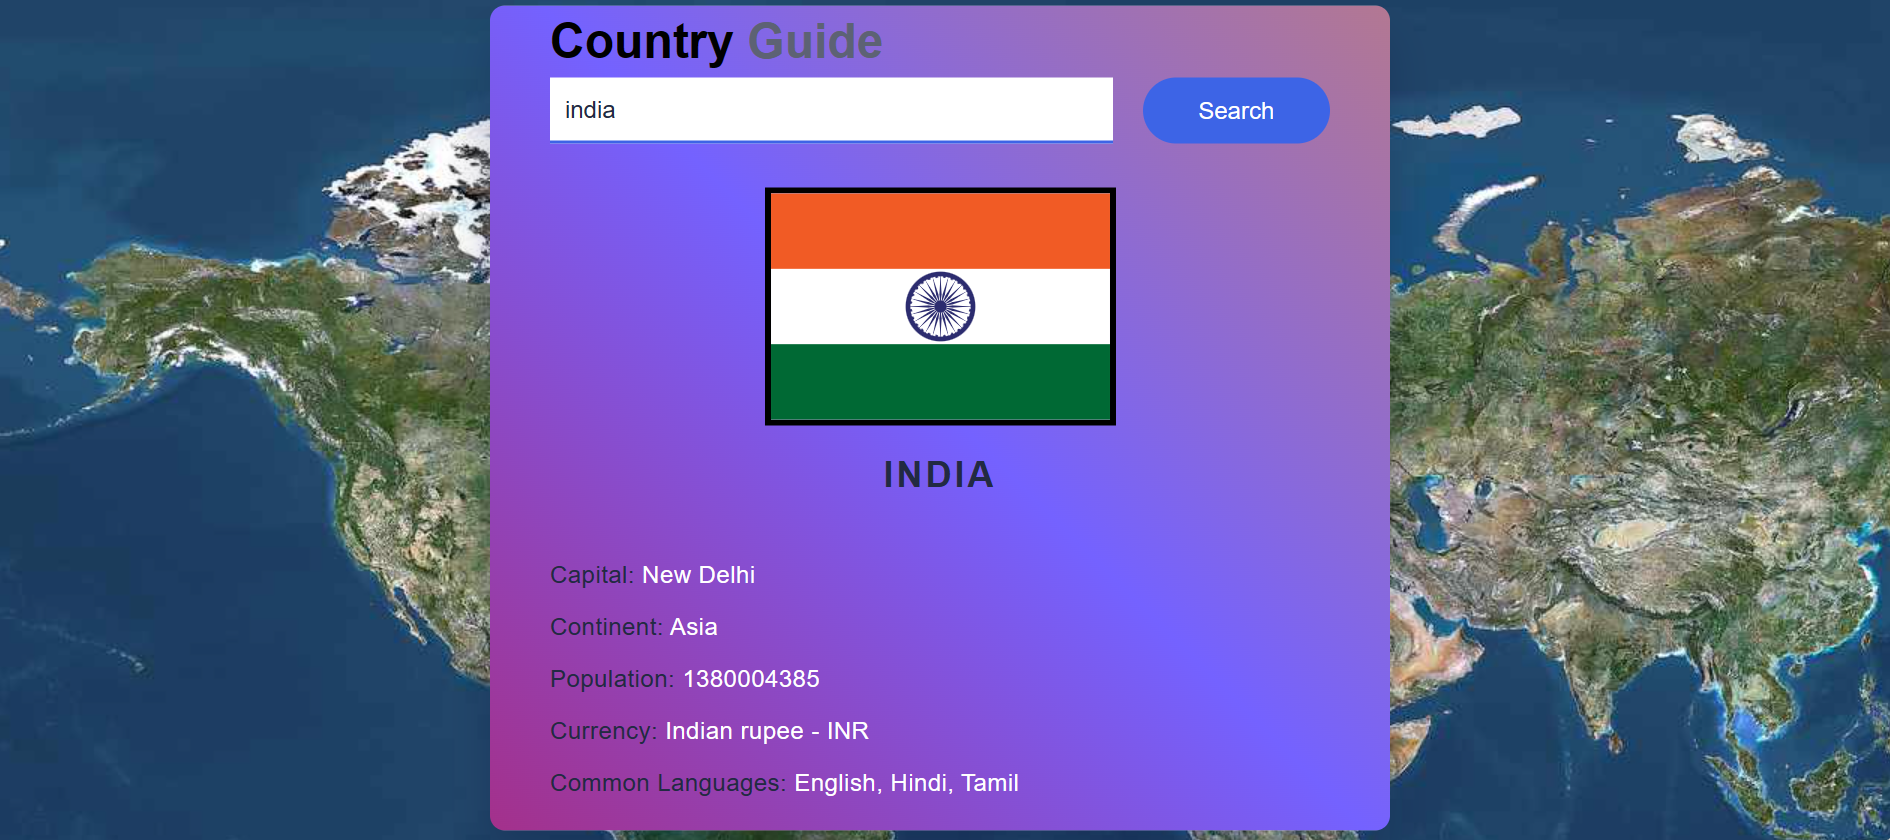 Country Guide
india
Search
INDIA
Capital: New Delhi
Continent: Asia
Population: 1380004385
Currency: Indian rupee - INR
Common Languages: English, Hindi, Tamil